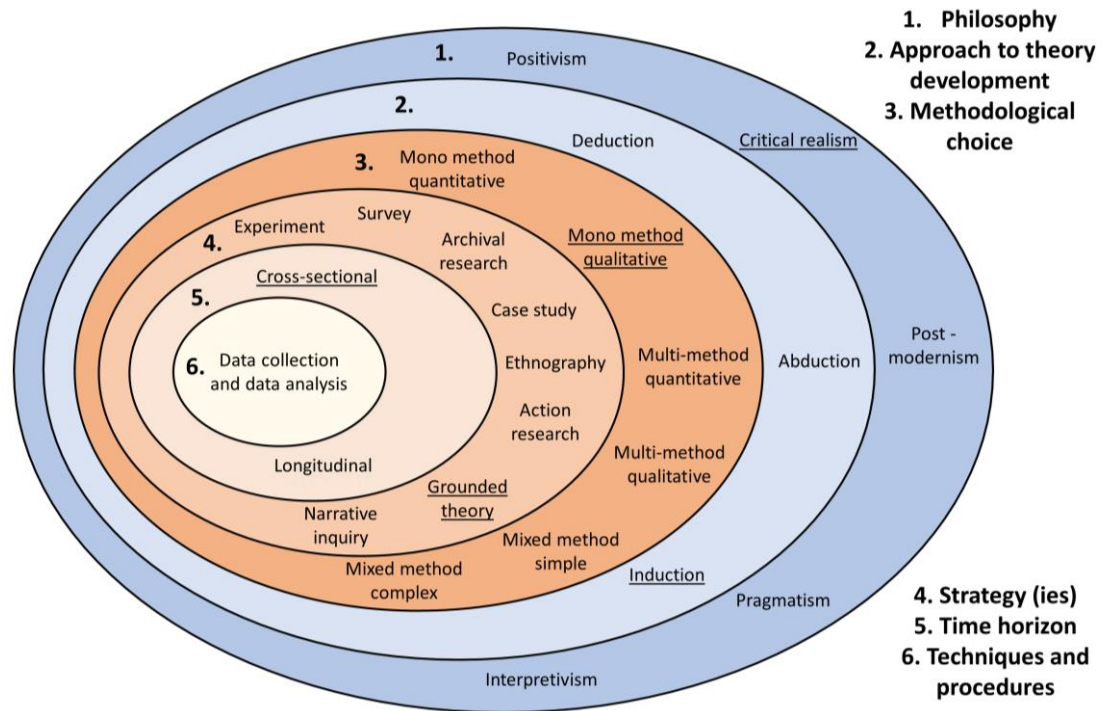 1. Philosophy
2. Approach to theory
development
3. Methodological
choice
1.
Positivism
2.
Deduction
Critical realism
3.
Mono method
quantitative
Mono method
qualitative
4.
Experiment
Survey
Archival
research
5.
Cross-sectional
Case study
Ethnography
Action
research
6.
Data collection
and data analysis
Multi-method
quantitative
Abduction
Post -
modernism
Longitudinal
Grounded
theory
Multi-method
qualitative
Narrative
inquiry
Mixed method
simple
Mixed method
complex
Induction
Pragmatism
Interpretivism
4. Strategy (ies)
5. Time horizon
6. Techniques and
procedures